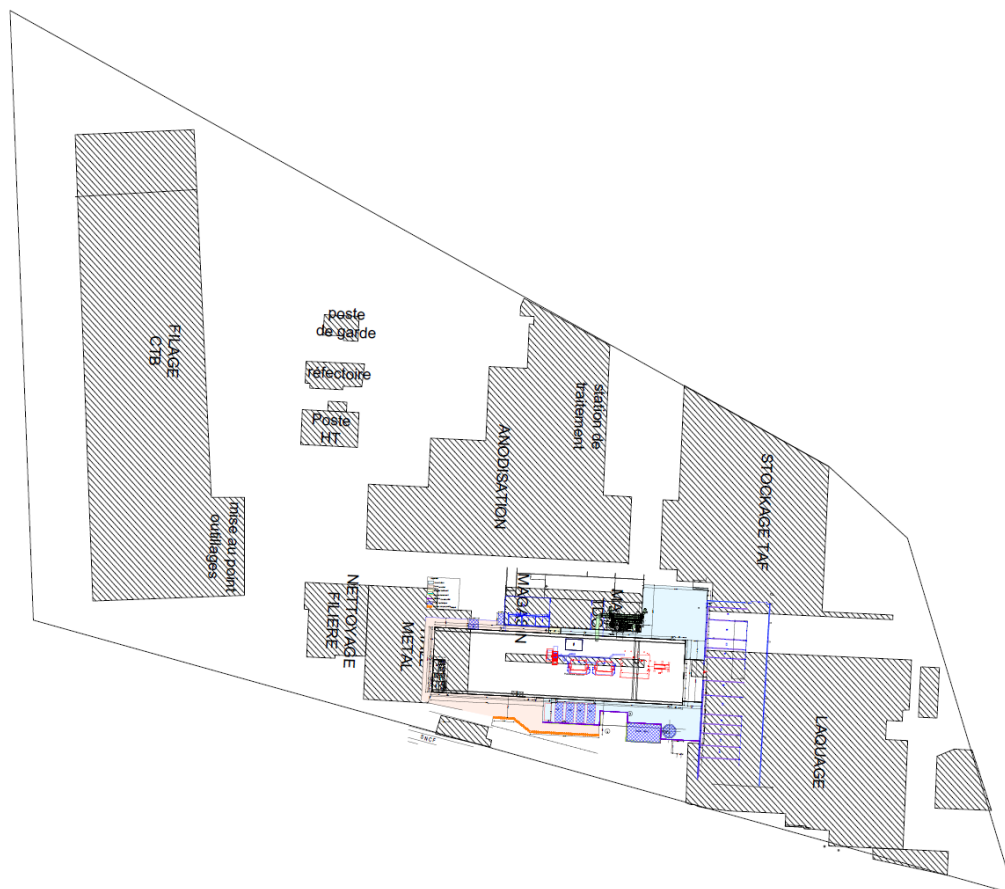 poste
de garde
réfectoire
Poste
HT
FILAGE
CTB
mise au point
outillages
station de
traitement
ANODISATION
STOCKAGE TAF
NETTOYAGE
FILIERE
METAL
MAGASIN
MA
LAQUAGE
SNCF